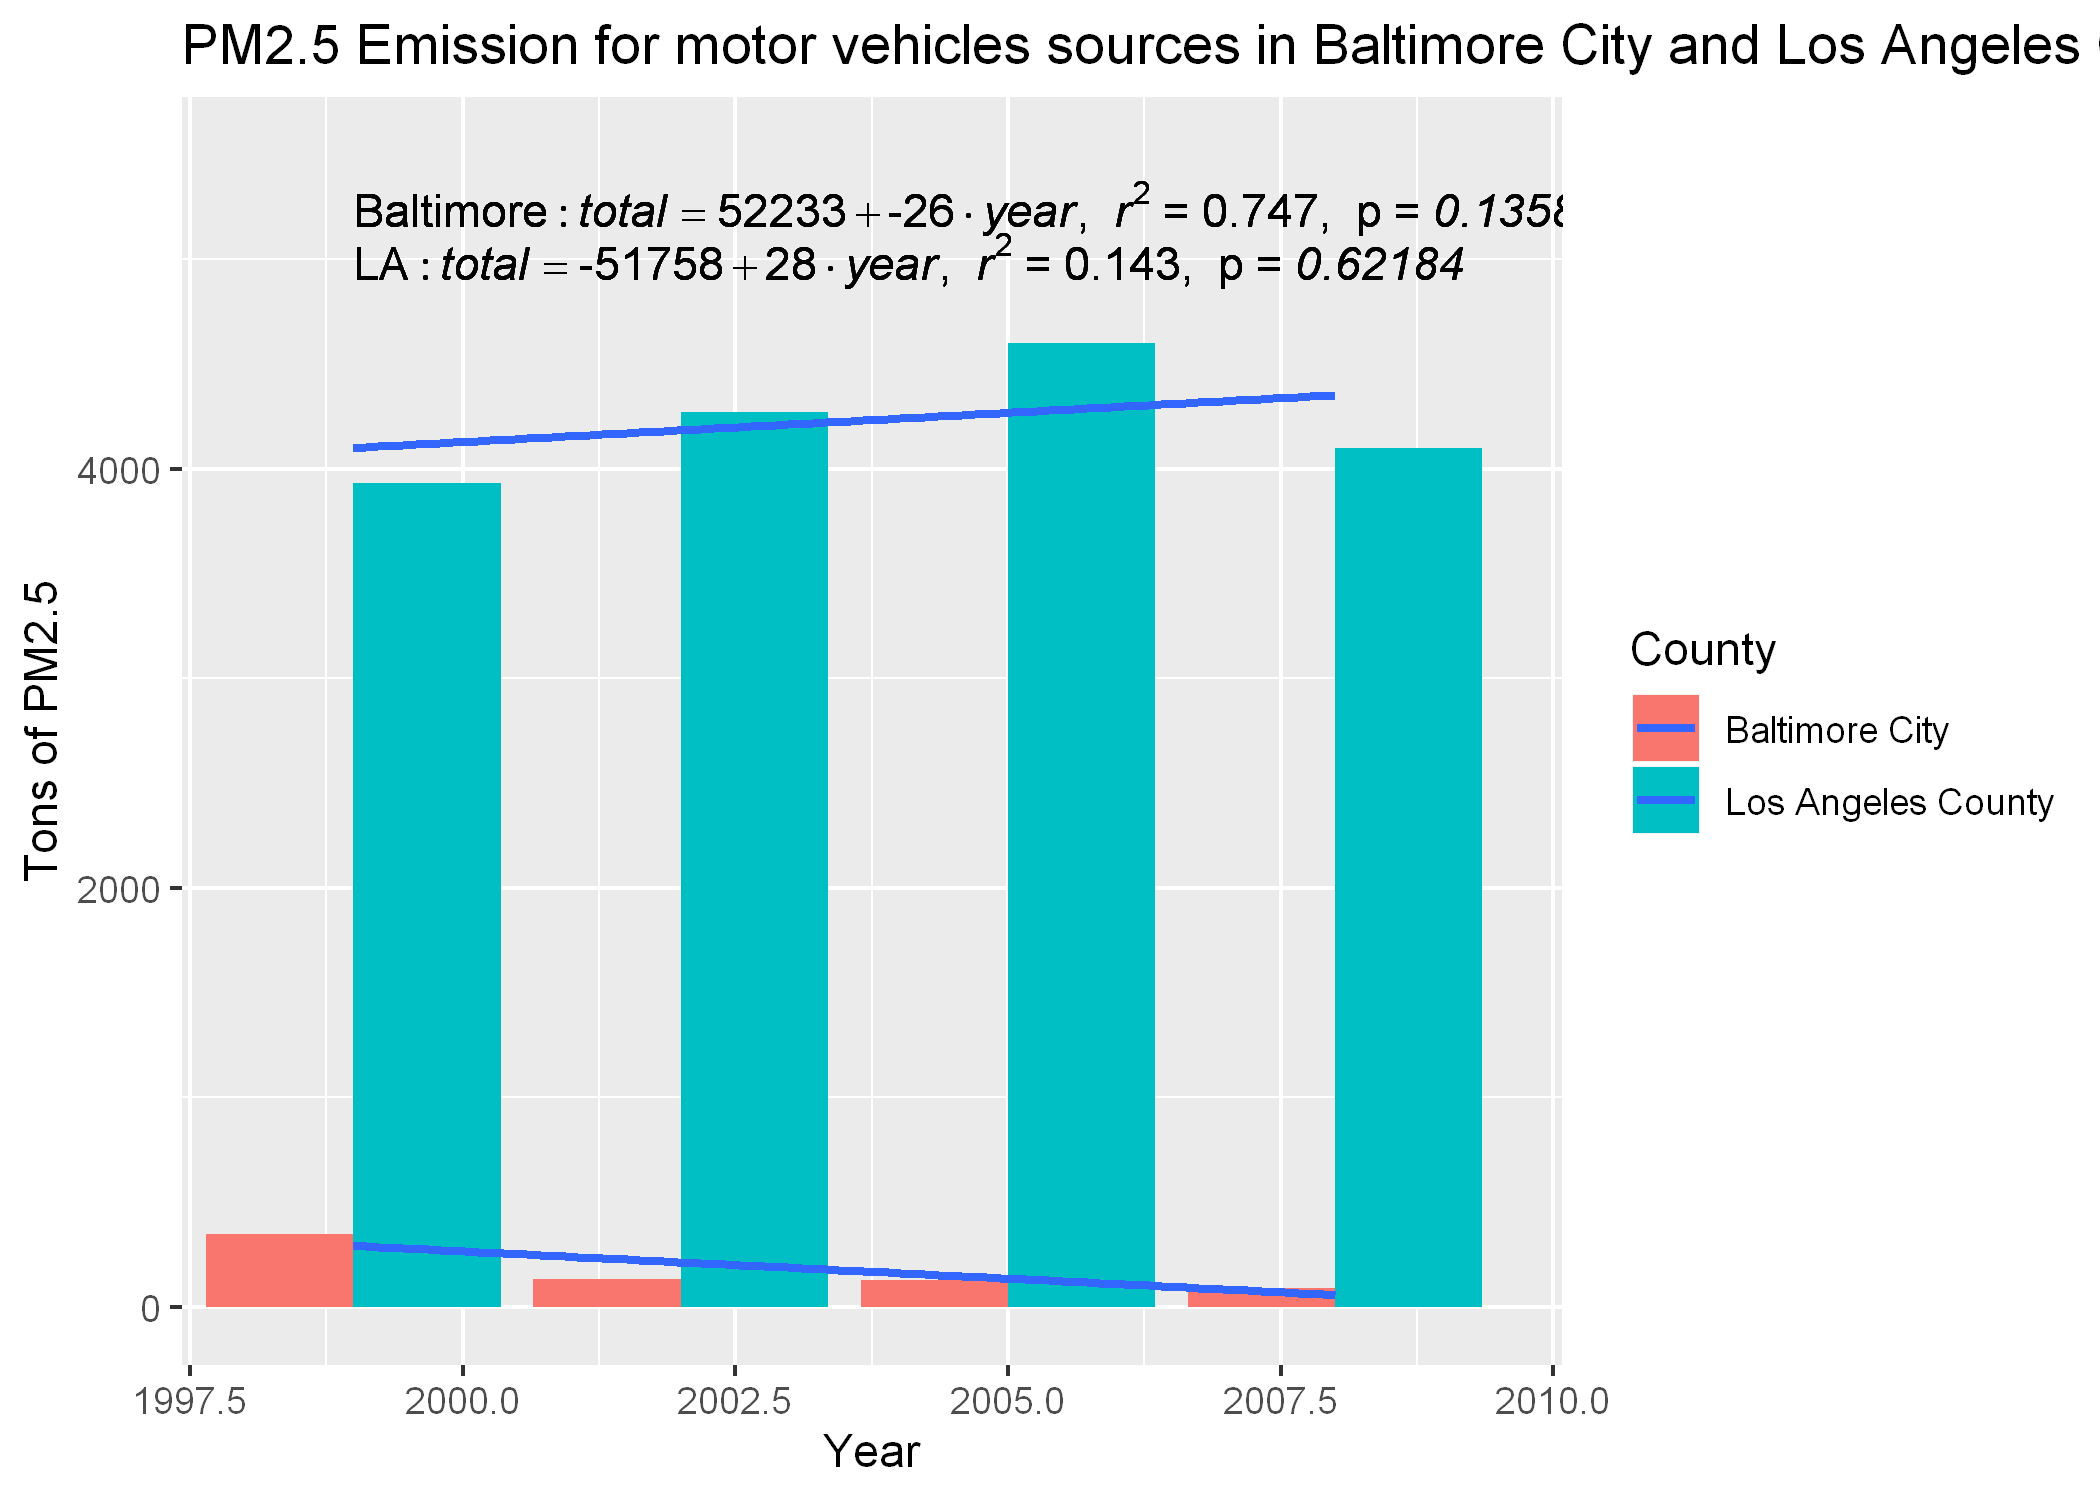 PM2.5 Emission for motor vehicles sources in Baltimore City and Los Angeles
Baltimore : total = 52233 + -26 · year, r² = 0.747, p = 0.1358
LA : total = -51758 + 28 · year, r² = 0.143, p = 0.62184
4000
2000
0
Tons of PM2.5
1997.5 2000.0 2002.5 2005.0 2007.5 2010.0
Year
County
Baltimore City
Los Angeles County